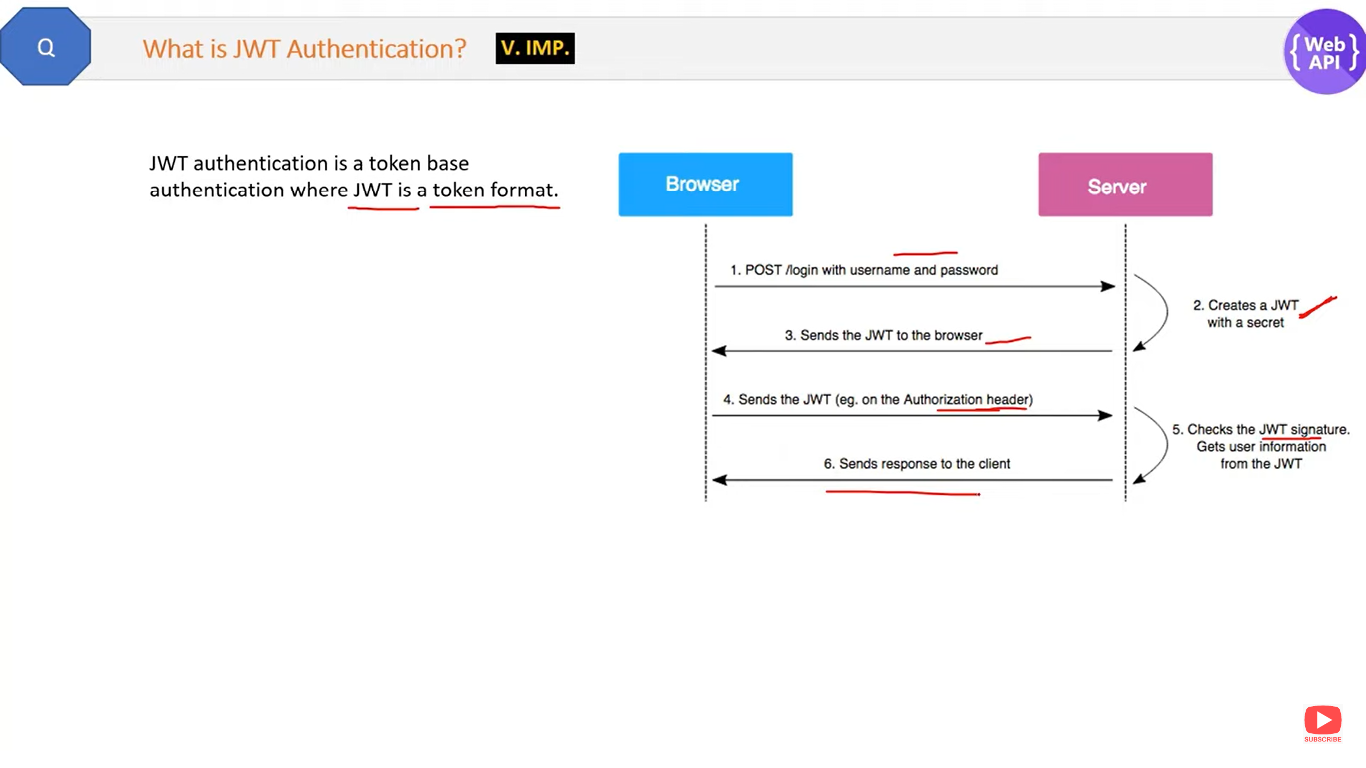 Q
What is JWT Authentication?
V. IMP.
{Web
API}
JWT authentication is a token base
authentication where JWT is a token format.
Browser
Server
1. POST /login with username and password
2. Creates a JWT
with a secret
3. Sends the JWT to the browser
4. Sends the JWT (eg. on the Authorization header)
5. Checks the JWT signature.
Gets user information
from the JWT
6. Sends response to the client
SUBSCRIBE